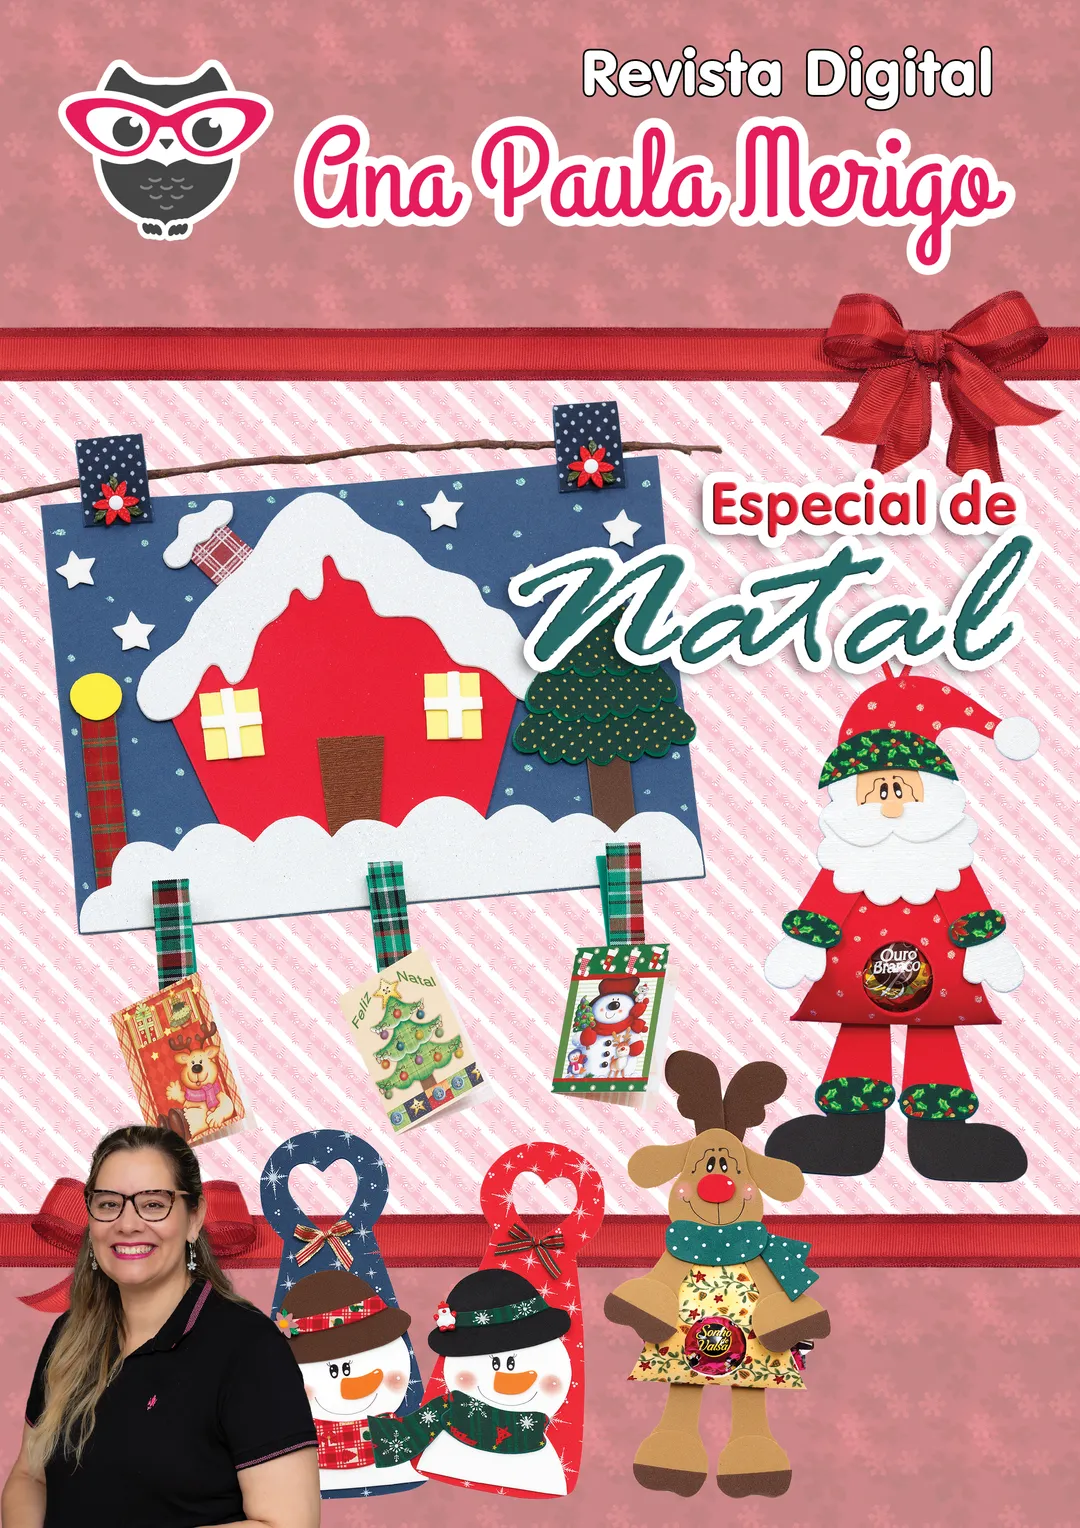 Revista Digital
Ana Paula Merigo
Especial de
Natal
Ouro
Branco
Feliz Natal
Sonho
de
Valsa